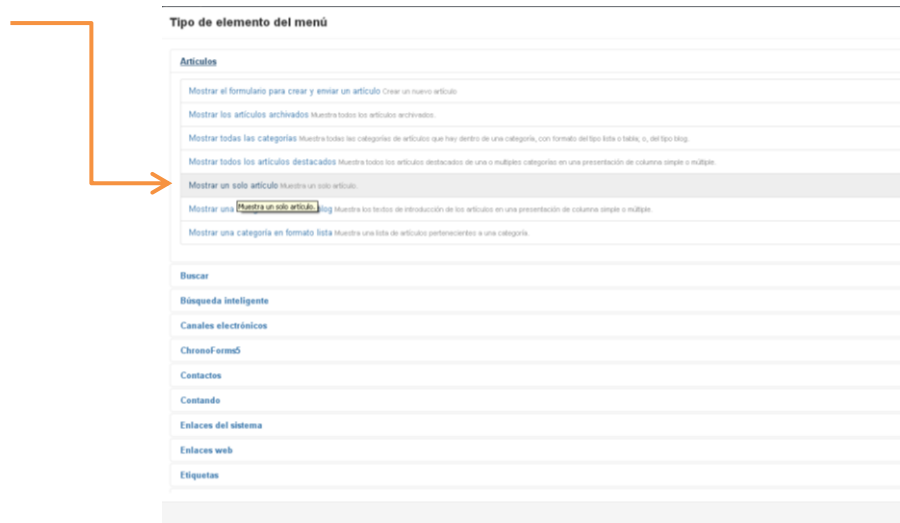 Tipo de elemento del menú
Artículos
Mostrar el formulario para crear y enviar un artículo Crear un nuevo artículo
Mostrar los artículos archivados Muestra todos los artículos archivados.
Mostrar todas las categorías Muestra todas las categorías de artículos que hay dentro de una categoría, con formato del tipo lista o tabla; o, del tipo blog.
Mostrar todos los artículos destacados Muestra todos los artículos destacados de una o multiples categorías en una presentación de columna simple o múltiple.
Mostrar un solo artículo Muestra un solo artículo.
Mostrar una blog Muestra los textos de introducción de los artículos en una presentación de columna simple o múltiple.
Muestra un solo artículo.
Mostrar una categoría en formato lista Muestra una lista de artículos pertenecientes a una categoría.
Buscar
Búsqueda inteligente
Canales electrónicos
ChronoForms5
Contactos
Contando
Enlaces del sistema
Enlaces web
Etiquetas